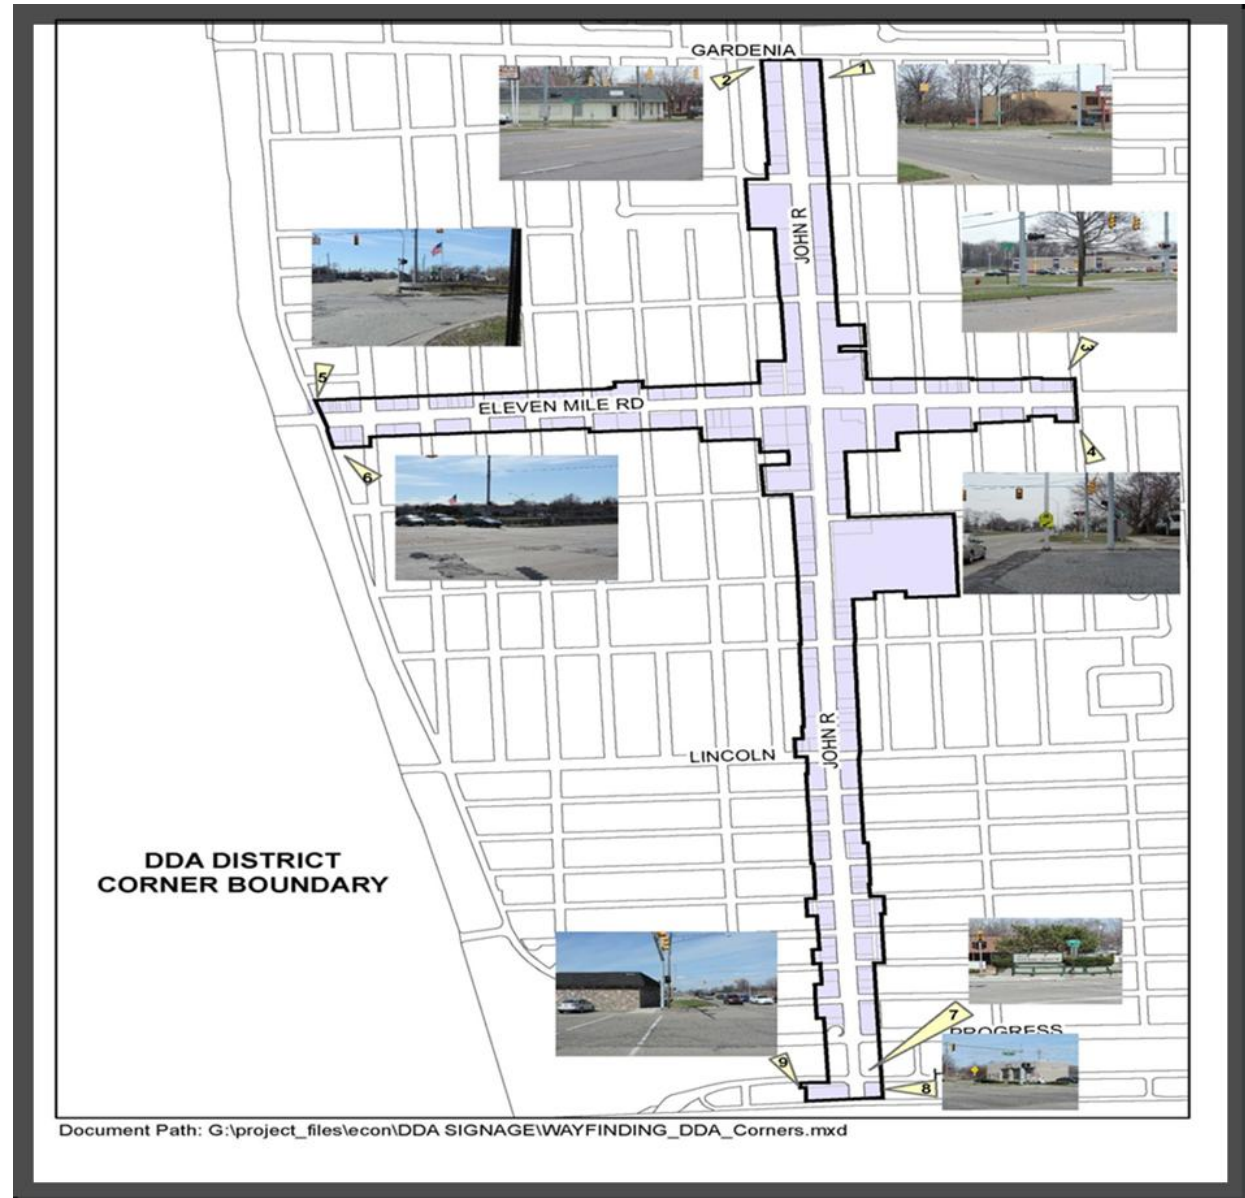 GARDENIA
2
1
JOHN R
5
3
ELEVEN MILE RD
4
6
JOHN R
LINCOLN
DDA DISTRICT
CORNER BOUNDARY
7
PROGRESS
9
8
Document Path: G:\project_files\econ\DDA SIGNAGE\WAYFINDING_DDA_Corners.mxd